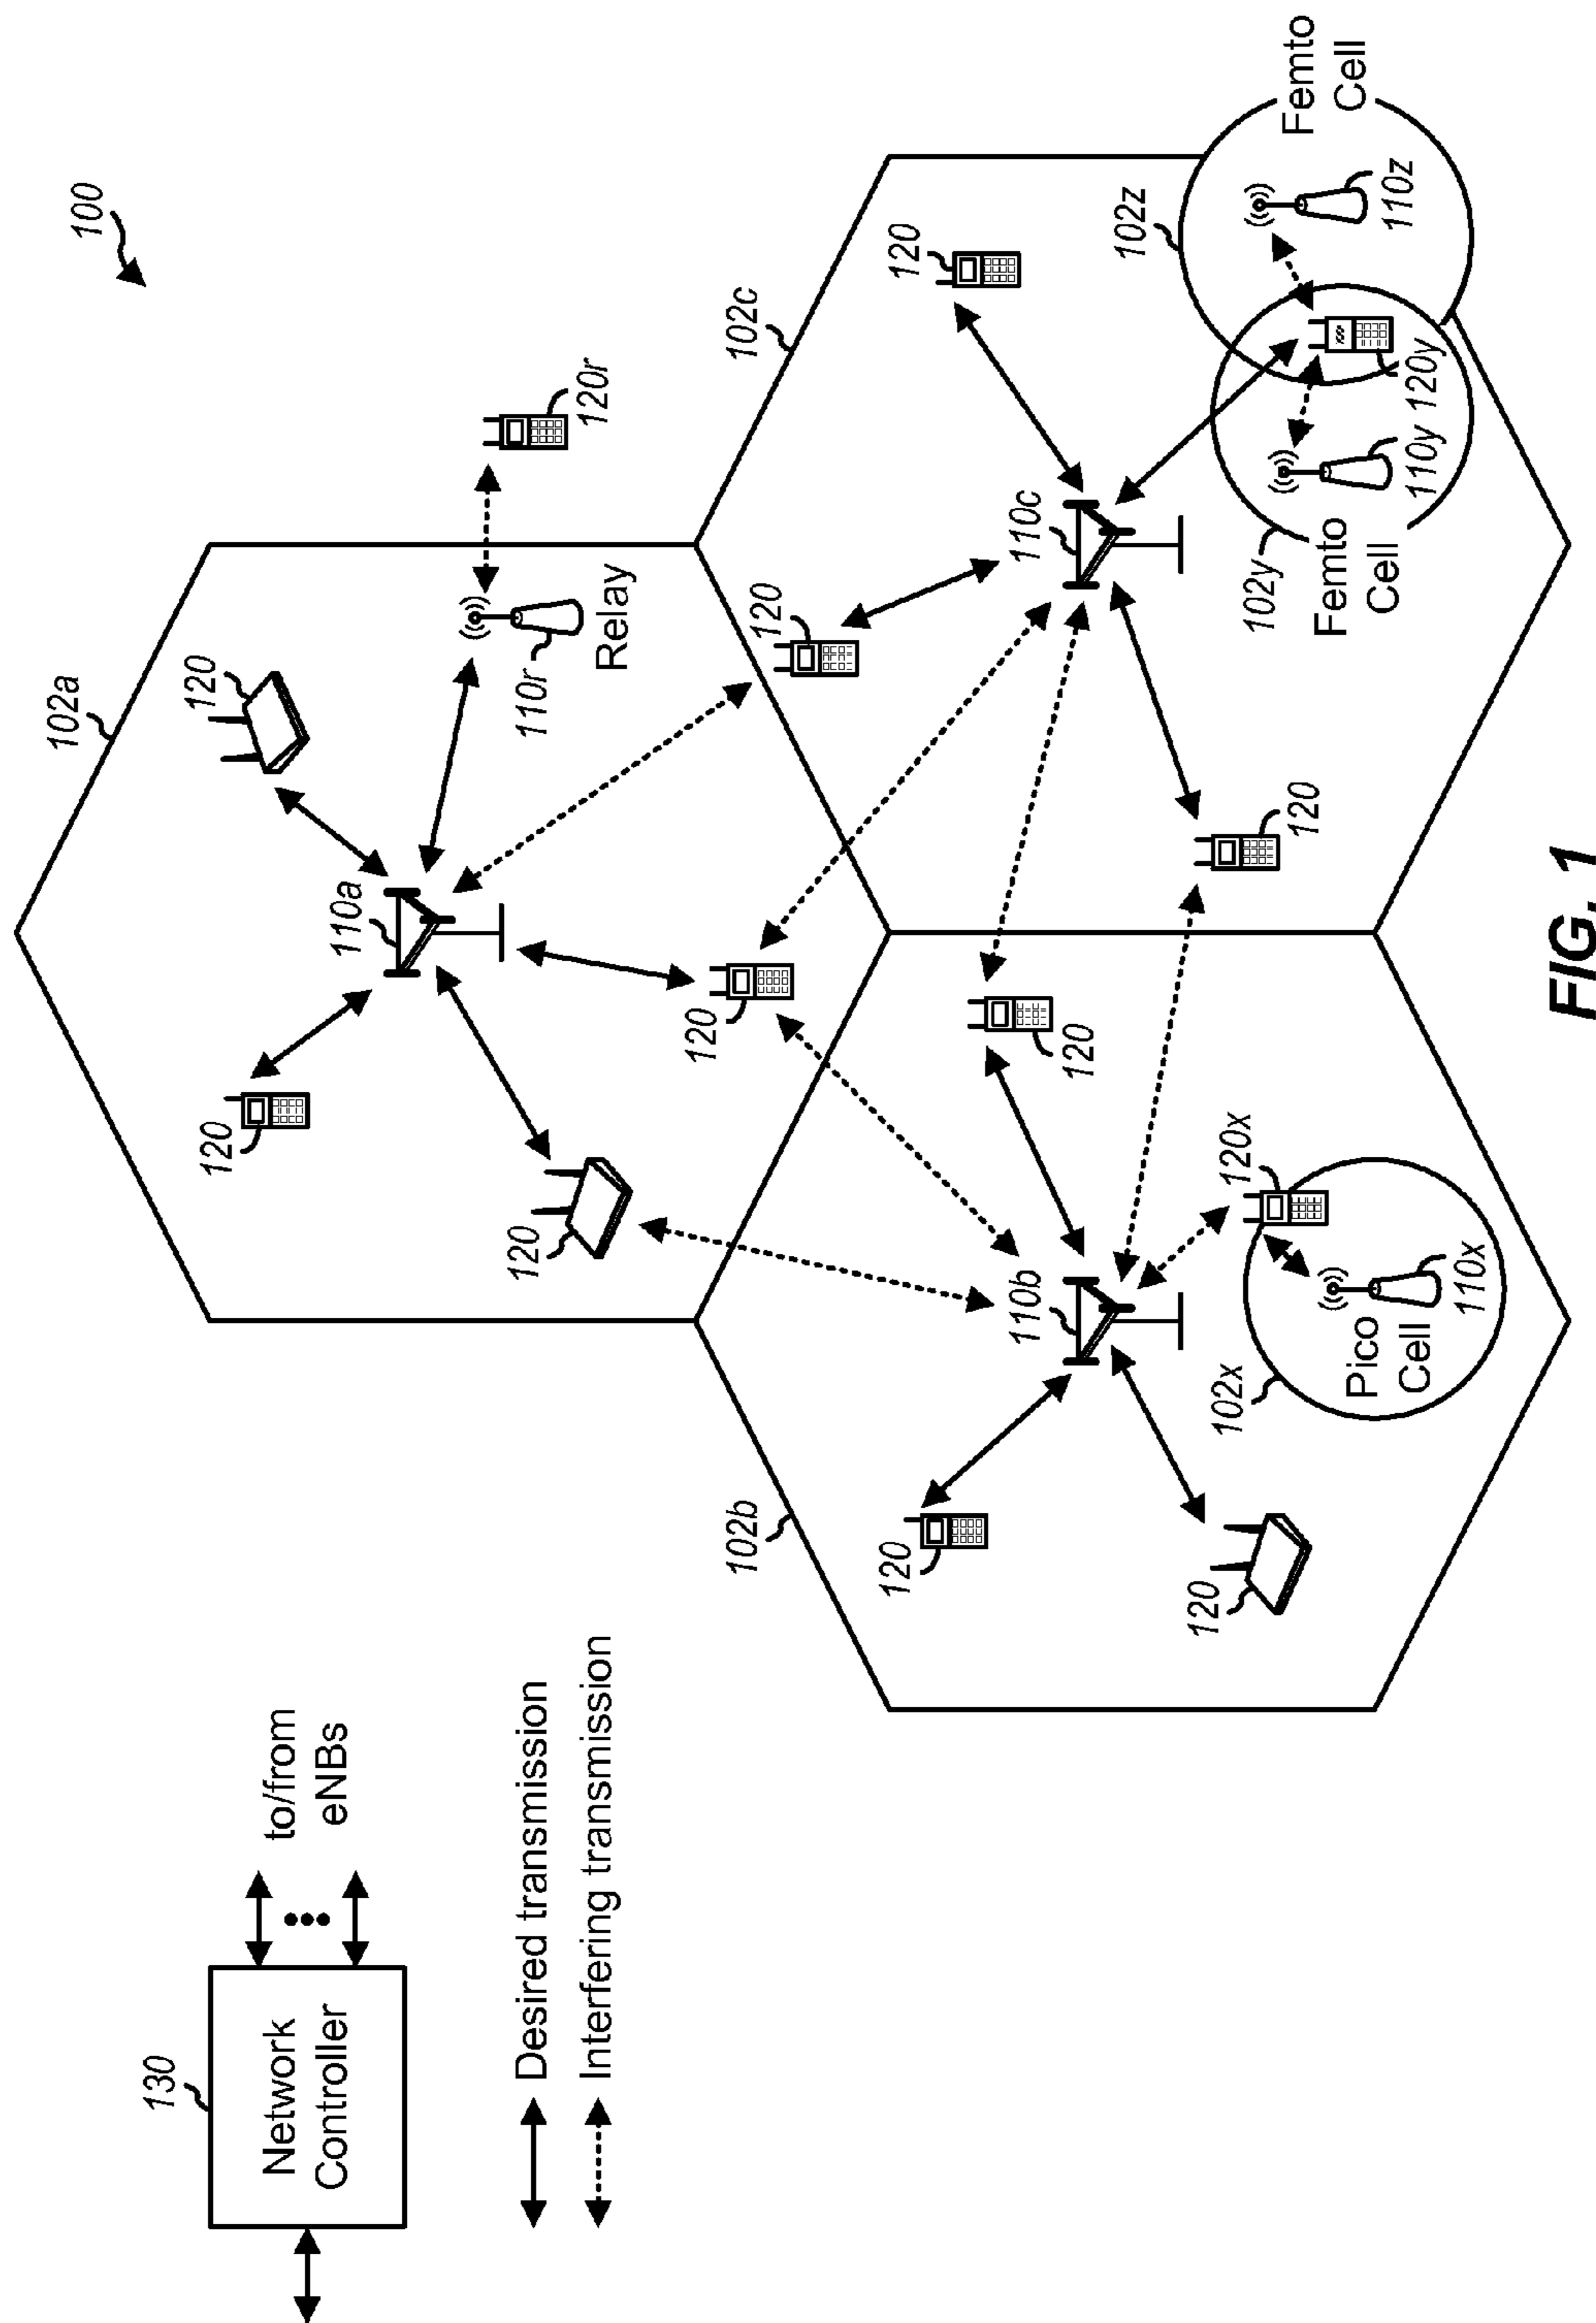 100
130
Network
Controller
to/from
eNBs
Desired transmission
Interfering transmission
102a
120
120
110a
120r
110r
Relay
120
120
102b
102c
120
120
110b
110c
120
120
120
120
102x
Pico
Cell
120x
110x
102y
Femto
Cell
110y
120y
102z
Femto
Cell
110z
FIG. 1